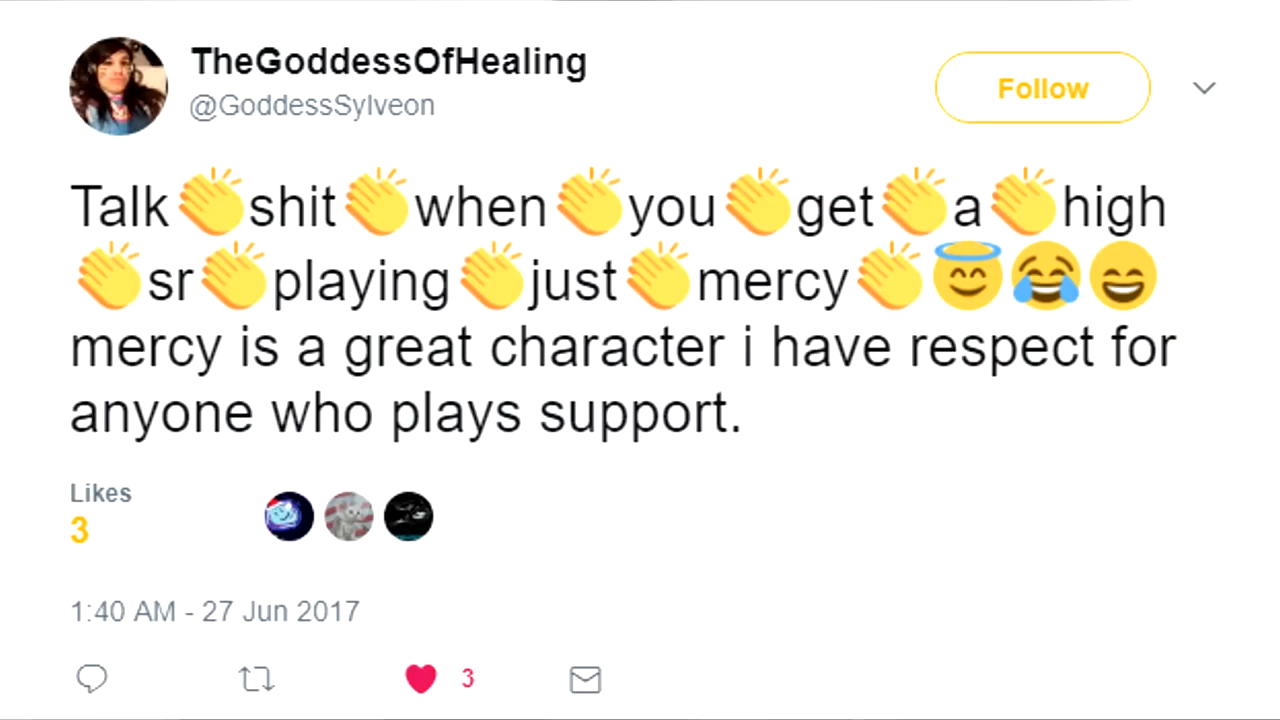 TheGoddessOfHealing
@GoddessSylveon
Follow
Talk👏shit👏when👏you👏get👏a👏high
👏sr👏playing👏just👏mercy👏😇😂😄
mercy is a great character i have respect for
anyone who plays support.
Likes
3
1:40 AM - 27 Jun 2017
3